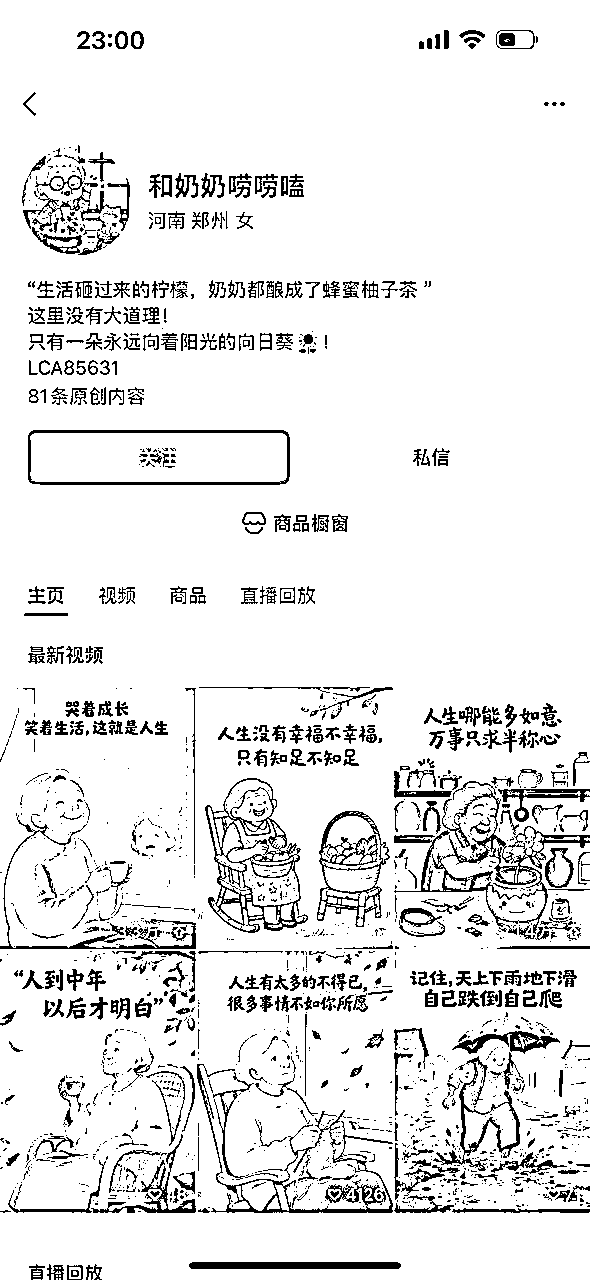 23:00
和奶奶唠唠嗑
河南 郑州 女
“生活砸过来的柠檬，奶奶都酿成了蜂蜜柚子茶 ”
这里没有大道理！
只有一朵永远向着阳光的向日葵🌻！
LCA85631
81条原创内容
关注
私信
商品橱窗
主页 视频 商品 直播回放
最新视频
哭着成长
笑着生活,这就是人生
人生没有幸福不幸福,
只有知足不知足
人生哪能多如意
万事只求半称心
“人到中年
以后才明白”
人生有太多的不得已,
很多事情不如你所愿
4126
记住,天上下雨地下滑
自己跌倒自己爬
直播回放